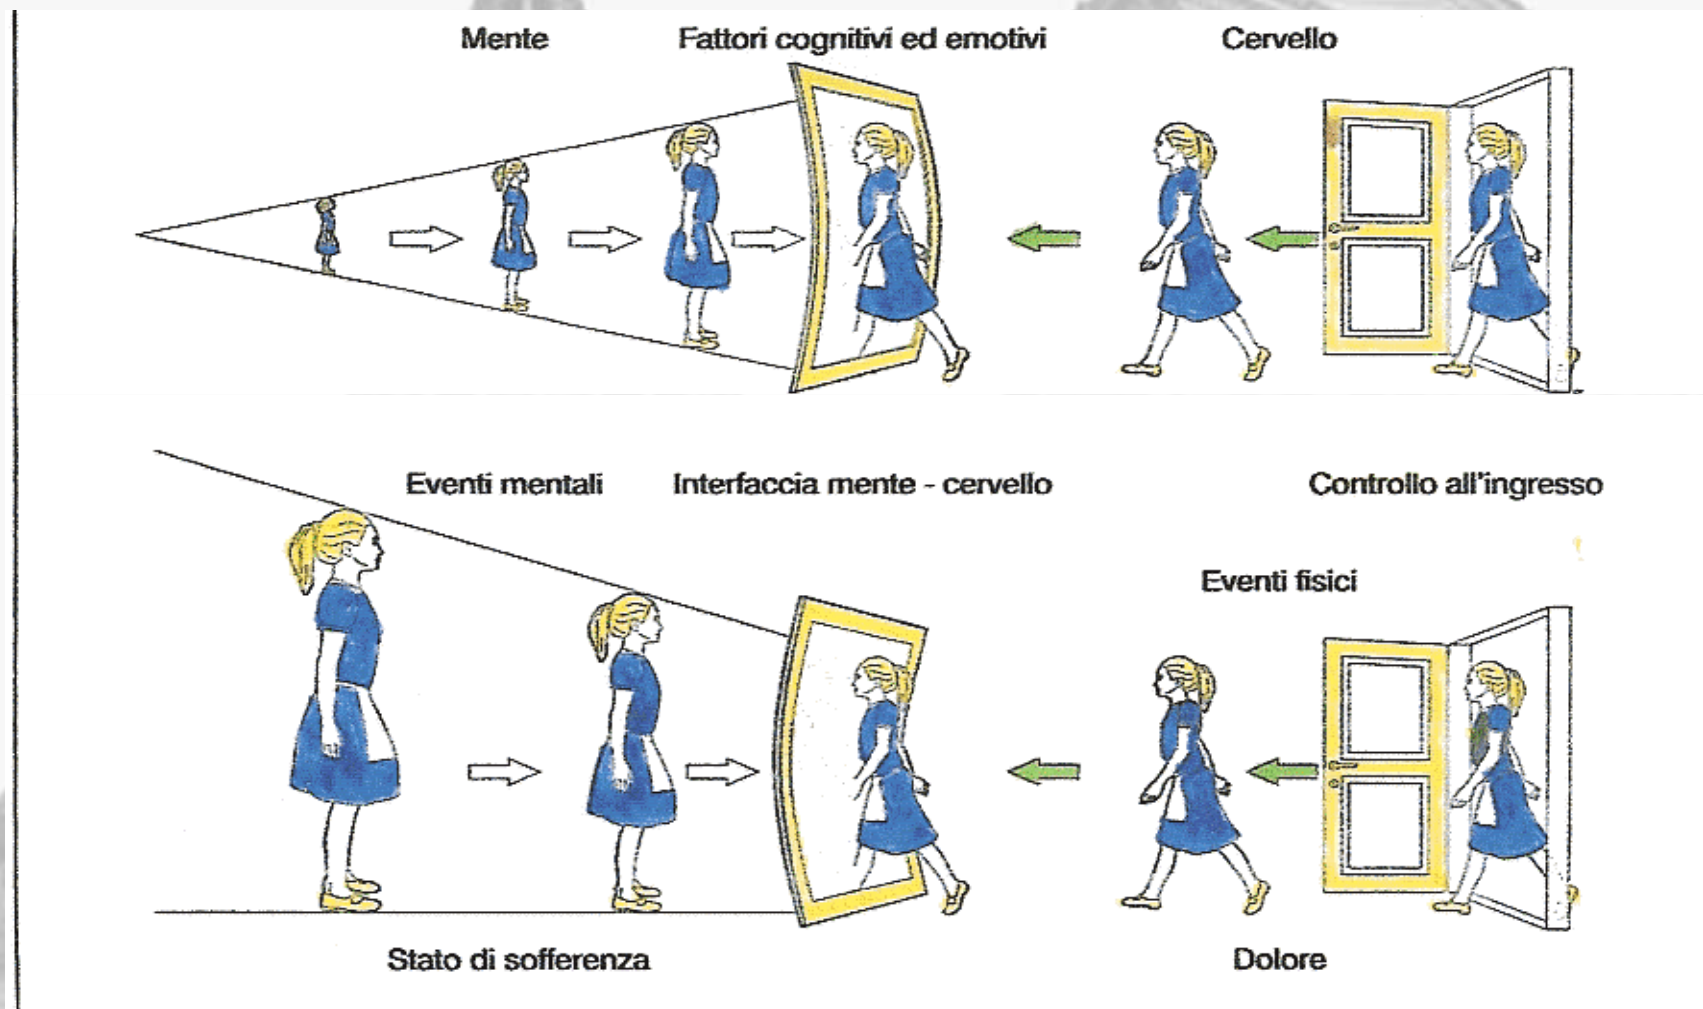 Mente
Fattori cognitivi ed emotivi
Cervello
Eventi mentali
Interfaccia mente - cervello
Controllo all'ingresso
Eventi fisici
Stato di sofferenza
Dolore